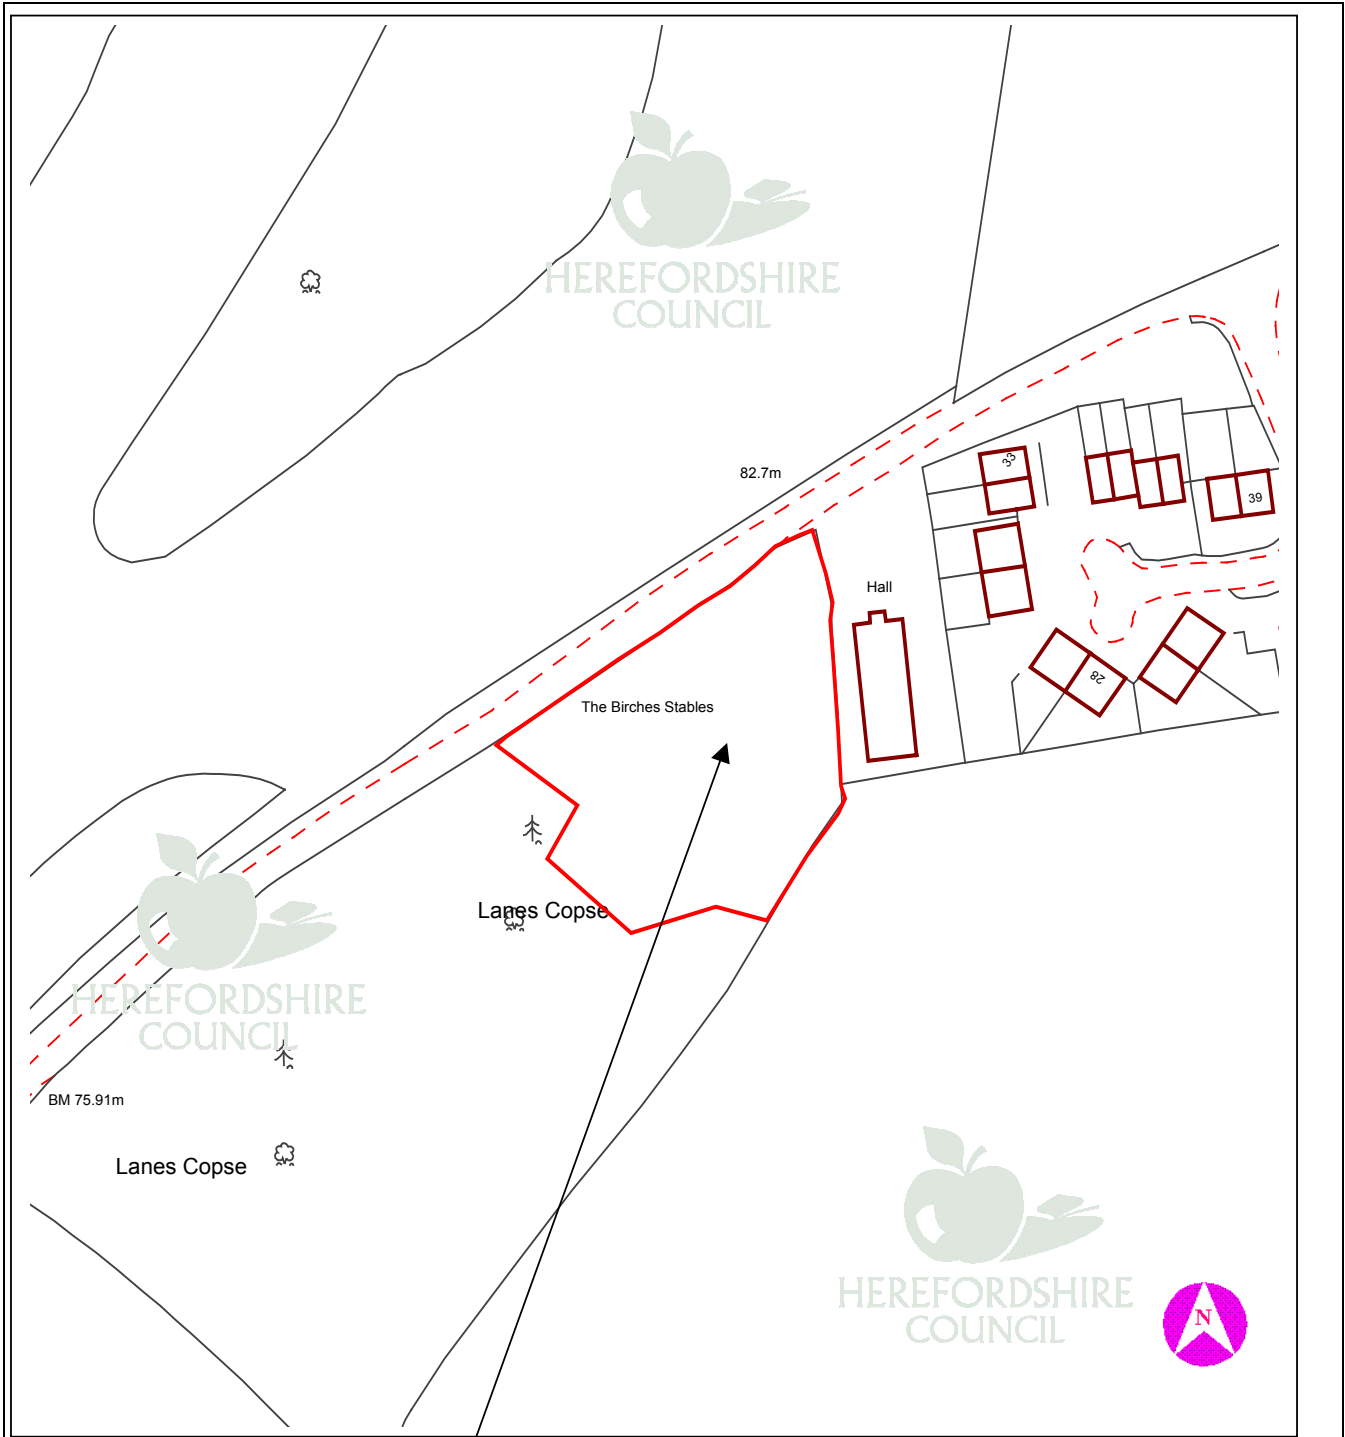 HEREFORDSHIRE
COUNCIL
82.7m
33
39
Hall
28
The Birches Stables
Lanes Copse
HEREFORDSHIRE
COUNCIL
BM 75.91m
Lanes Copse
HEREFORDSHIRE
COUNCIL
N